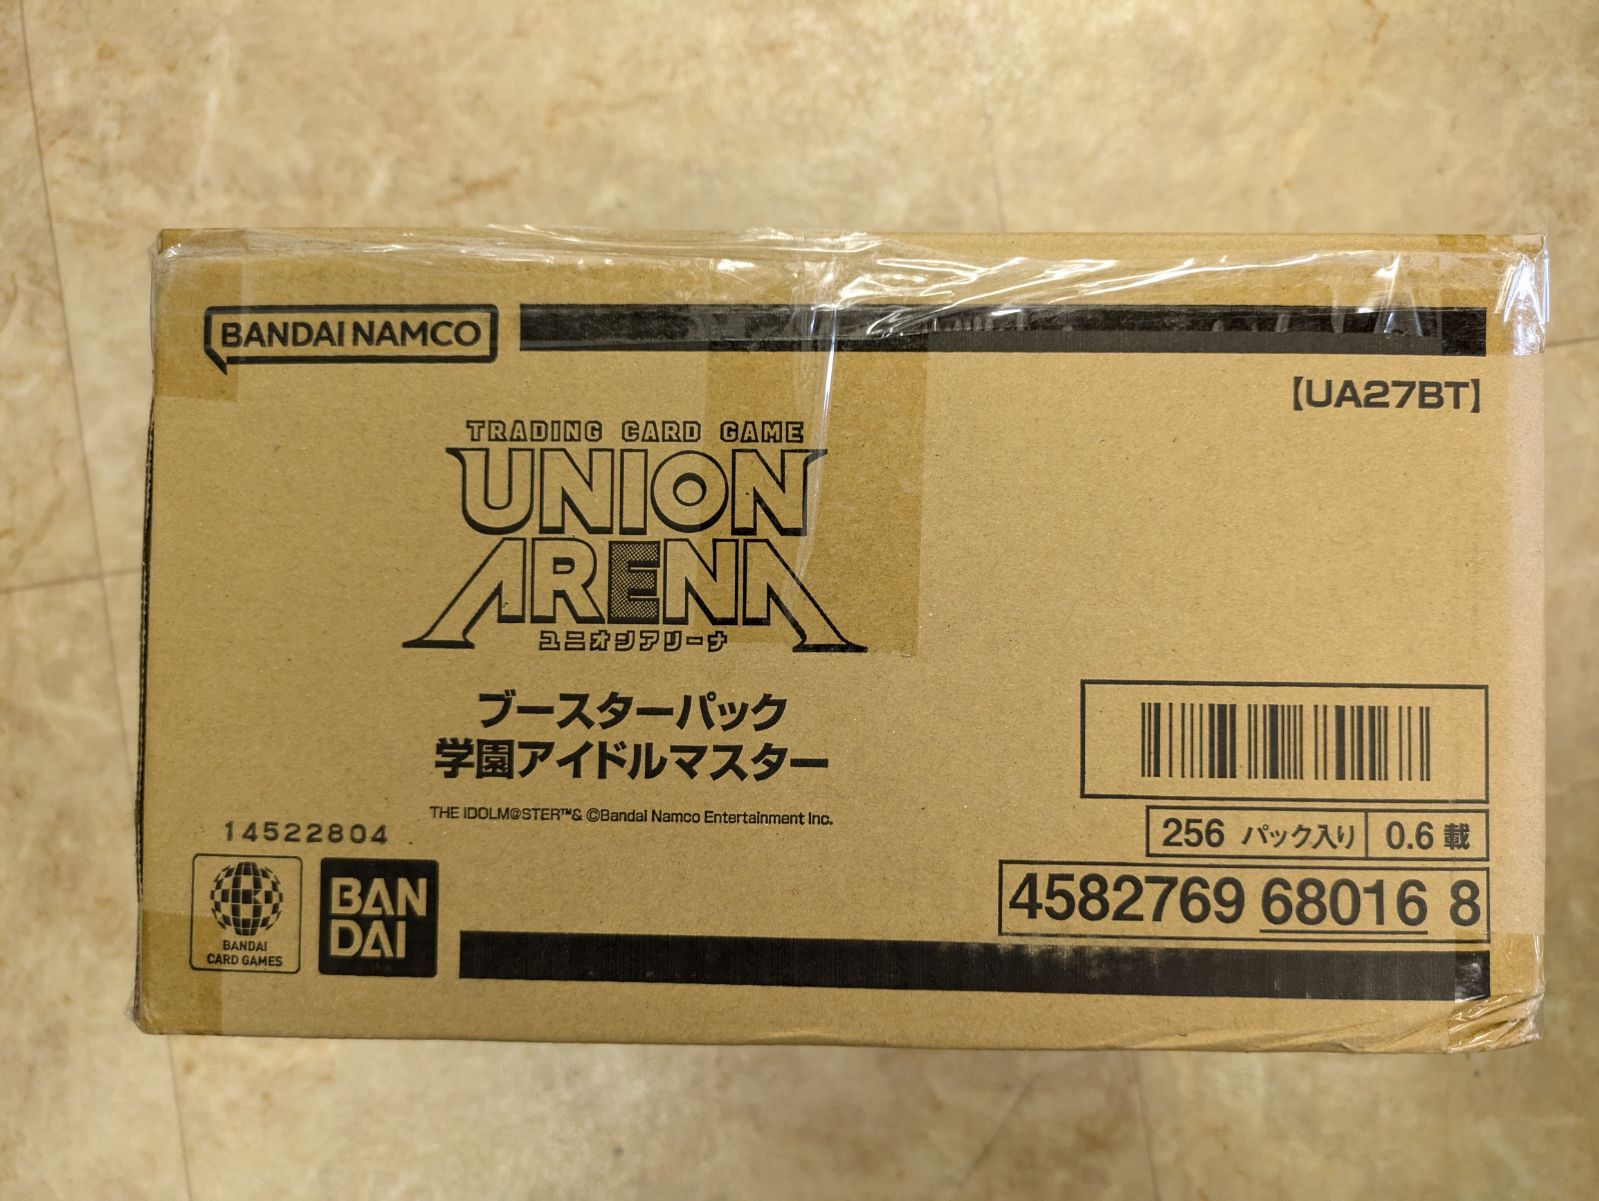 BANDAI NAMCO
【UA27BT】
TRADING CARD GAME
UNION
ARENA
ユニオンアリーナ
ブースターパック
学園アイドルマスター
THE IDOLM@STER™& ©Bandai Namco Entertainment Inc.
14522804
256 パック入り 0.6 載
4582769 68016 8
BANDAI
CARD GAMES
BAN
DAI